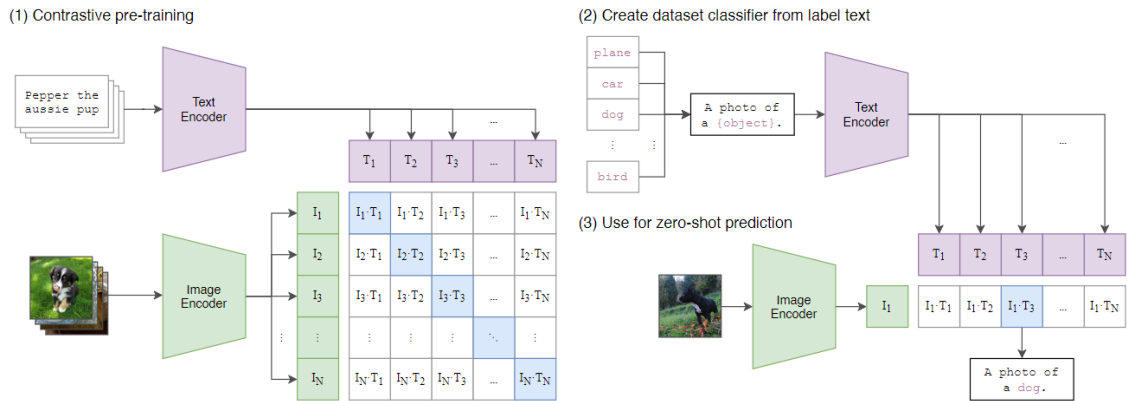 (1) Contrastive pre-training
Pepper the
aussie pup
Text
Encoder
...
T1 T2 T3 ... TN
Image
Encoder
I1 I1·T1 I1·T2 I1·T3 ... I1·TN
I2 I2·T1 I2·T2 I2·T3 ... I2·TN
I3 I3·T1 I3·T2 I3·T3 ... I3·TN
⋮ ⋮ ⋮ ⋮ ⋮ ⋱ ⋮
IN IN·T1 IN·T2 IN·T3 ... IN·TN
(2) Create dataset classifier from label text
plane
car
dog
⋮ ⋮
bird
A photo of
a {object}.
Text
Encoder
...
(3) Use for zero-shot prediction
T1 T2 T3 ... TN
Image
Encoder
I1 I1·T1 I1·T2 I1·T3 ... I1·TN
A photo of
a dog.